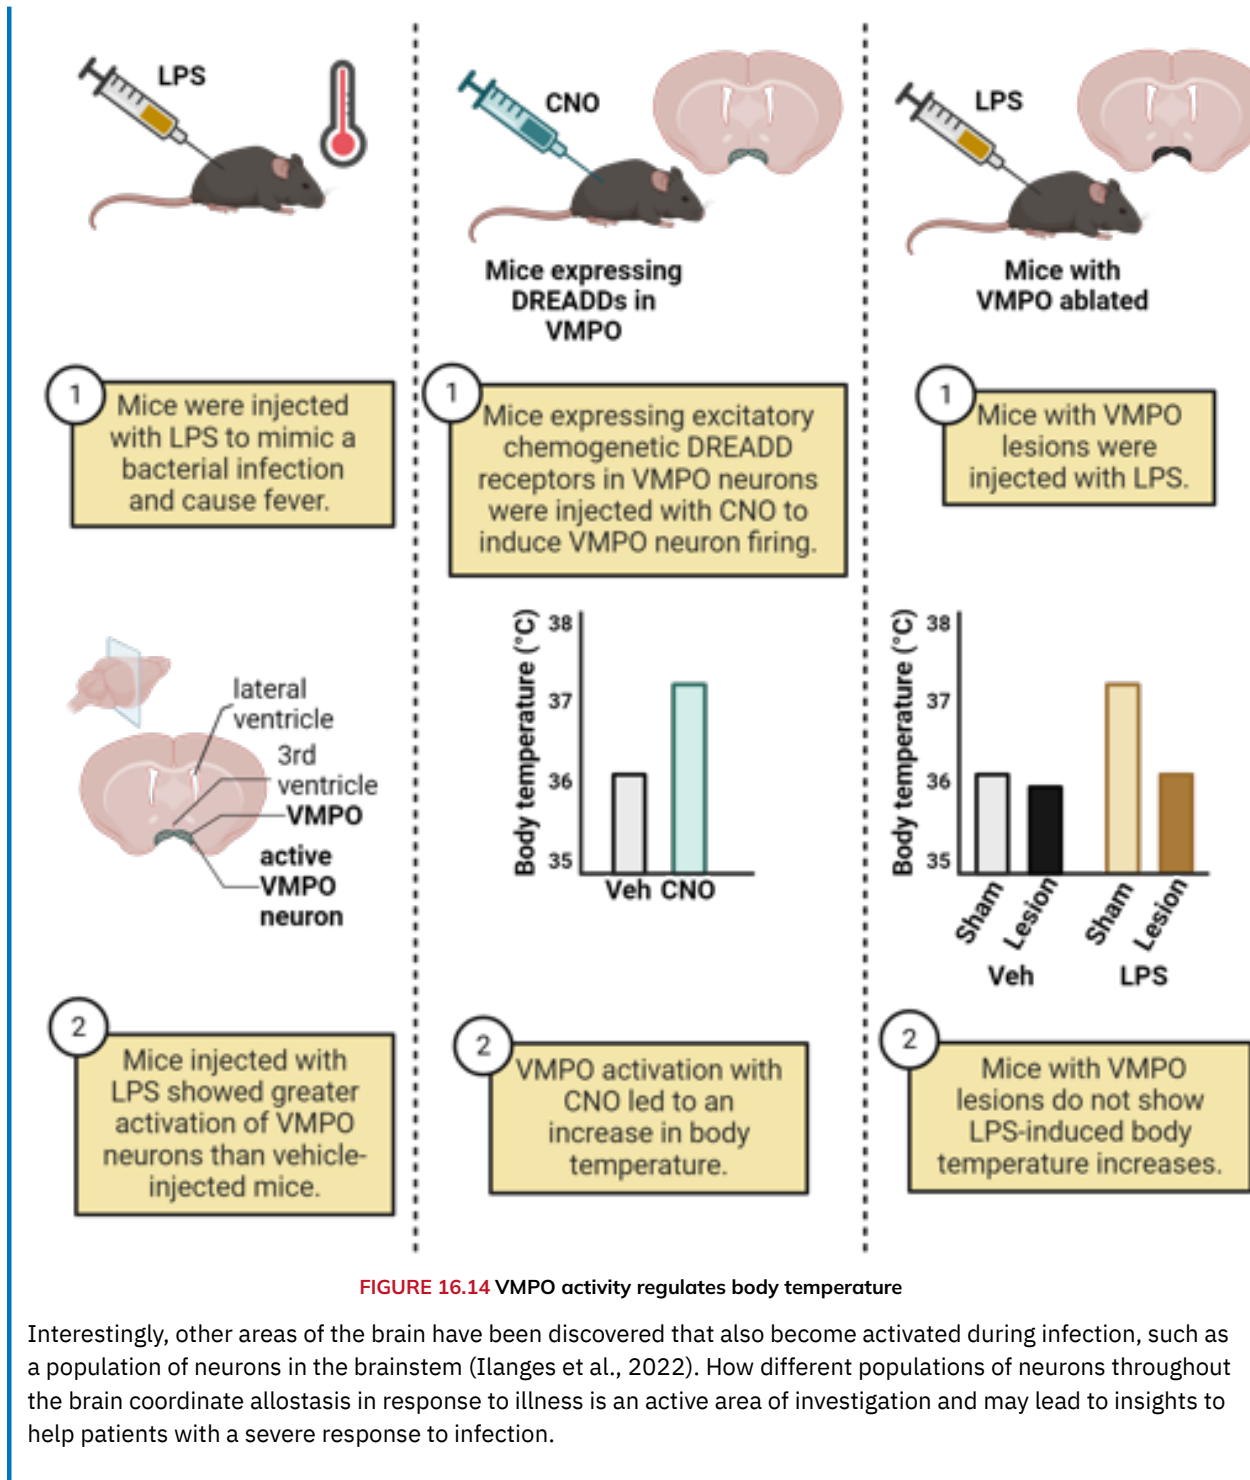 LPS
1
Mice were injected
with LPS to mimic a
bacterial infection
and cause fever.
lateral
ventricle
3rd
ventricle
VMPO
active
VMPO
neuron
2
Mice injected with
LPS showed greater
activation of VMPO
neurons than vehicle-
injected mice.
CNO
Mice expressing
DREADDs in
VMPO
1
Mice expressing excitatory
chemogenetic DREADD
receptors in VMPO neurons
were injected with CNO to
induce VMPO neuron firing.
Body temperature (°C)
38
37
36
35
Veh CNO
2
VMPO activation with
CNO led to an
increase in body
temperature.
LPS
Mice with
VMPO ablated
1
Mice with VMPO
lesions were
injected with LPS.
Body temperature (°C)
38
37
36
35
Sham Lesion Sham Lesion
Veh LPS
2
Mice with VMPO
lesions do not show
LPS-induced body
temperature increases.
FIGURE 16.14 VMPO activity regulates body temperature
Interestingly, other areas of the brain have been discovered that also become activated during infection, such as
a population of neurons in the brainstem (Ilanges et al., 2022). How different populations of neurons throughout
the brain coordinate allostasis in response to illness is an active area of investigation and may lead to insights to
help patients with a severe response to infection.